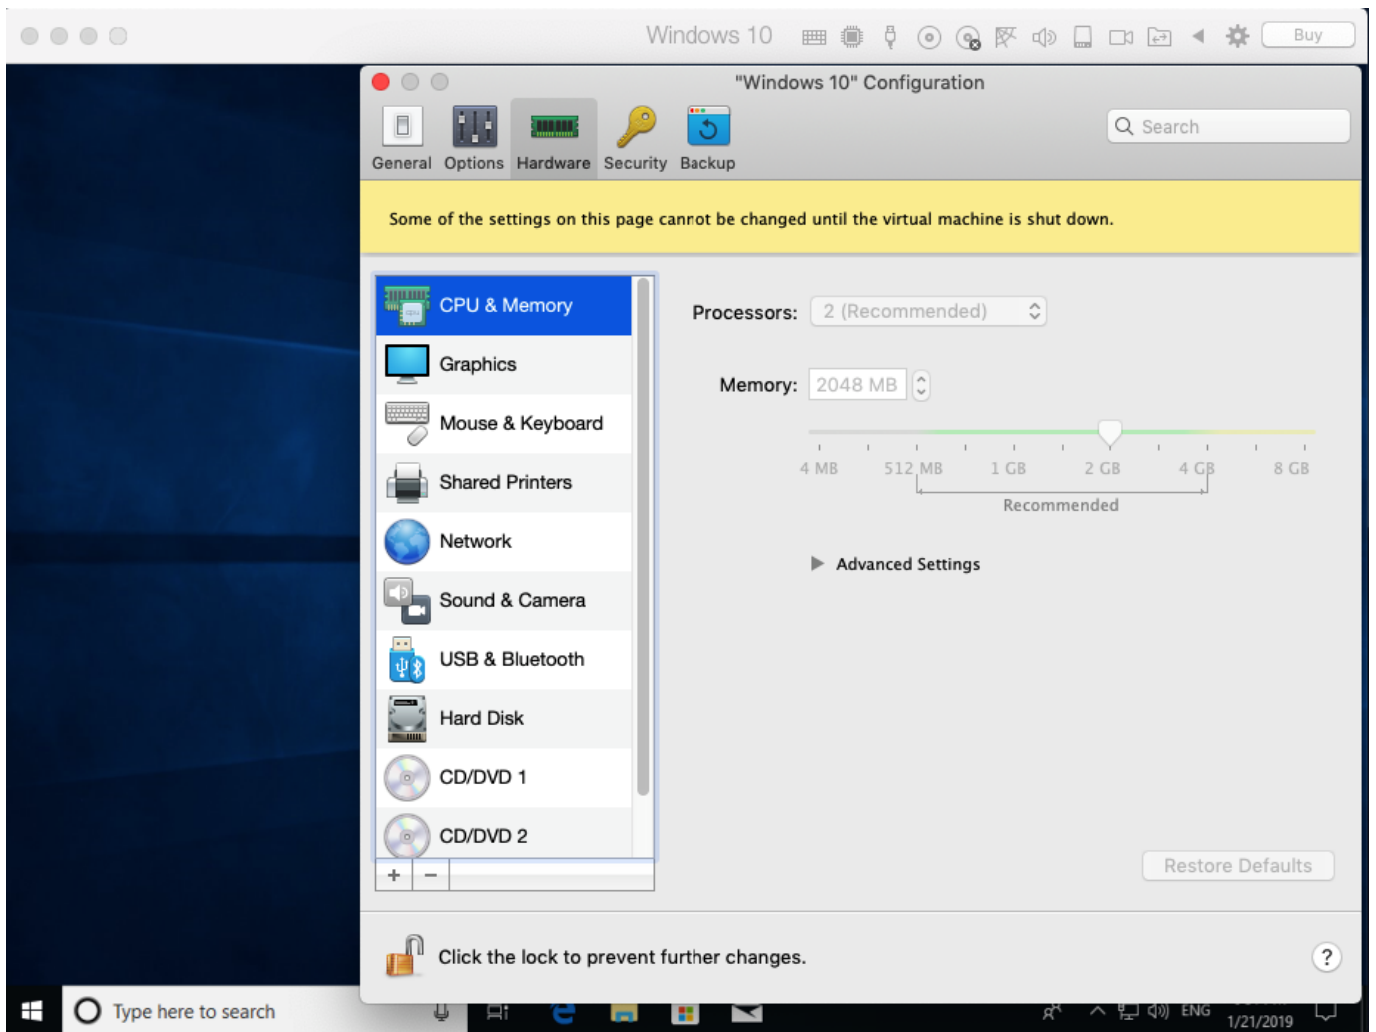 Windows 10
Buy
"Windows 10" Configuration
General Options Hardware Security Backup
Search
Some of the settings on this page cannot be changed until the virtual machine is shut down.
CPU & Memory
Graphics
Mouse & Keyboard
Shared Printers
Network
Sound & Camera
USB & Bluetooth
Hard Disk
CD/DVD 1
CD/DVD 2
+ −
Processors: 2 (Recommended)
Memory: 2048 MB
4 MB 512 MB 1 GB 2 GB 4 GB 8 GB
Recommended
Advanced Settings
Restore Defaults
Click the lock to prevent further changes.
?
Type here to search
ENG
1/21/2019